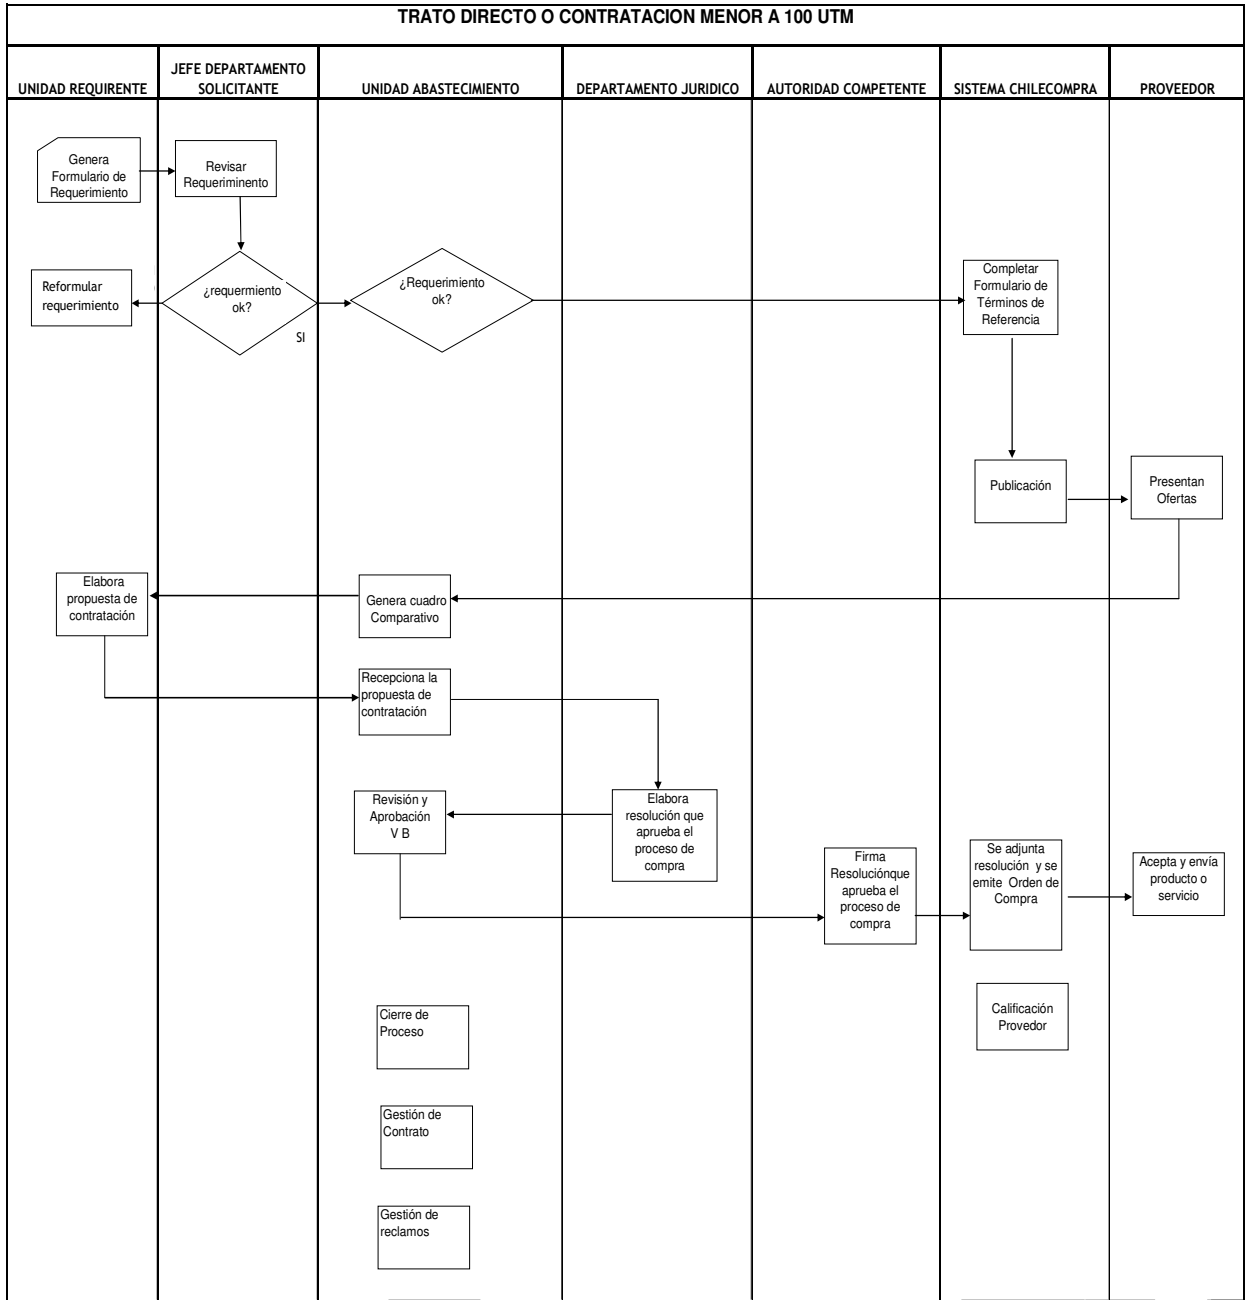 TRATO DIRECTO O CONTRATACION MENOR A 100 UTM
UNIDAD REQUIRENTE
JEFE DEPARTAMENTO
SOLICITANTE
UNIDAD ABASTECIMIENTO
DEPARTAMENTO JURIDICO
AUTORIDAD COMPETENTE
SISTEMA CHILECOMPRA
PROVEEDOR
Genera
Formulario de
Requerimiento
Revisar
Requeriminento
Reformular
requerimiento
¿requermiento
ok?
SI
¿Requerimiento
ok?
Completar
Formulario de
Términos de
Referencia
Publicación
Presentan
Ofertas
Elabora
propuesta de
contratación
Genera cuadro
Comparativo
Recepciona la
propuesta de
contratación
Revisión y
Aprobación
V B
Elabora
resolución que
aprueba el
proceso de
compra
Firma
Resoluciónque
aprueba el
proceso de
compra
Se adjunta
resolución y se
emite Orden de
Compra
Acepta y envía
producto o
servicio
Cierre de
Proceso
Calificación
Provedor
Gestión de
Contrato
Gestión de
reclamos